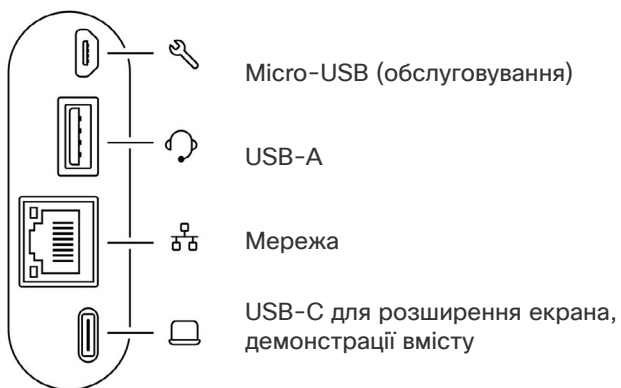 Micro-USB (обслуговування)
USB-A
Мережа
USB-C для розширення екрана,
демонстрації вмісту